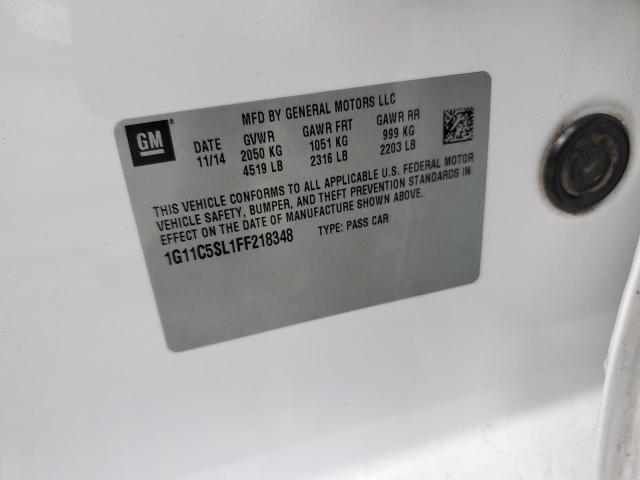 MFD BY GENERAL MOTORS LLC
GM®
DATE GVWR GAWR FRT GAWR RR
11/14 2050 KG 1051 KG 999 KG
4519 LB 2316 LB 2203 LB
THIS VEHICLE CONFORMS TO ALL APPLICABLE U.S. FEDERAL MOTOR
VEHICLE SAFETY, BUMPER, AND THEFT PREVENTION STANDARDS IN
EFFECT ON THE DATE OF MANUFACTURE SHOWN ABOVE.
1G11C5SL1FF218348 TYPE: PASS CAR